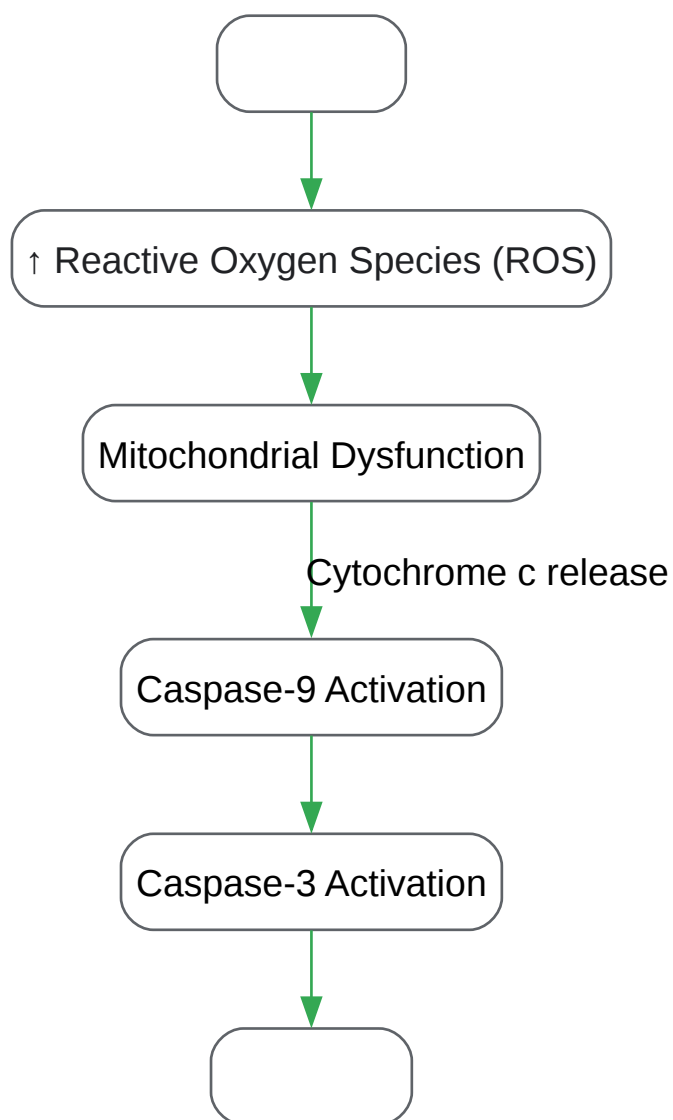 ↑ Reactive Oxygen Species (ROS)
Mitochondrial Dysfunction
Cytochrome c release
Caspase-9 Activation
Caspase-3 Activation